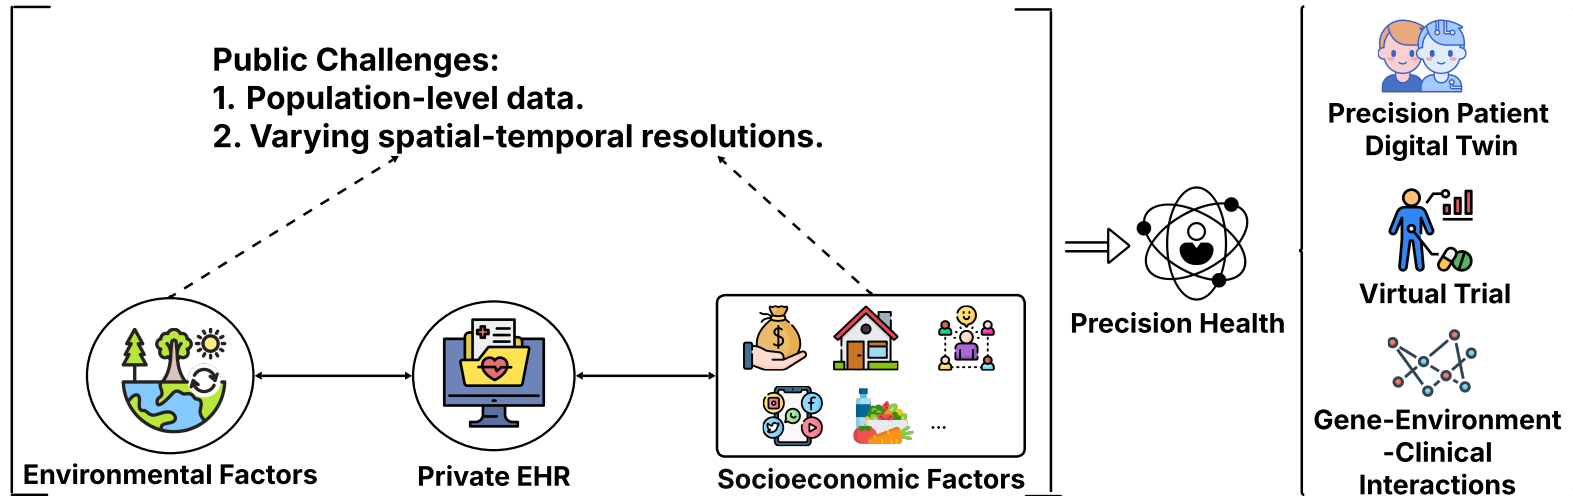 Public Challenges:
1. Population-level data.
2. Varying spatial-temporal resolutions.
$
...
Environmental Factors
Private EHR
Socioeconomic Factors
Precision Health
Precision Patient
Digital Twin
Virtual Trial
Gene-Environment
-Clinical
Interactions